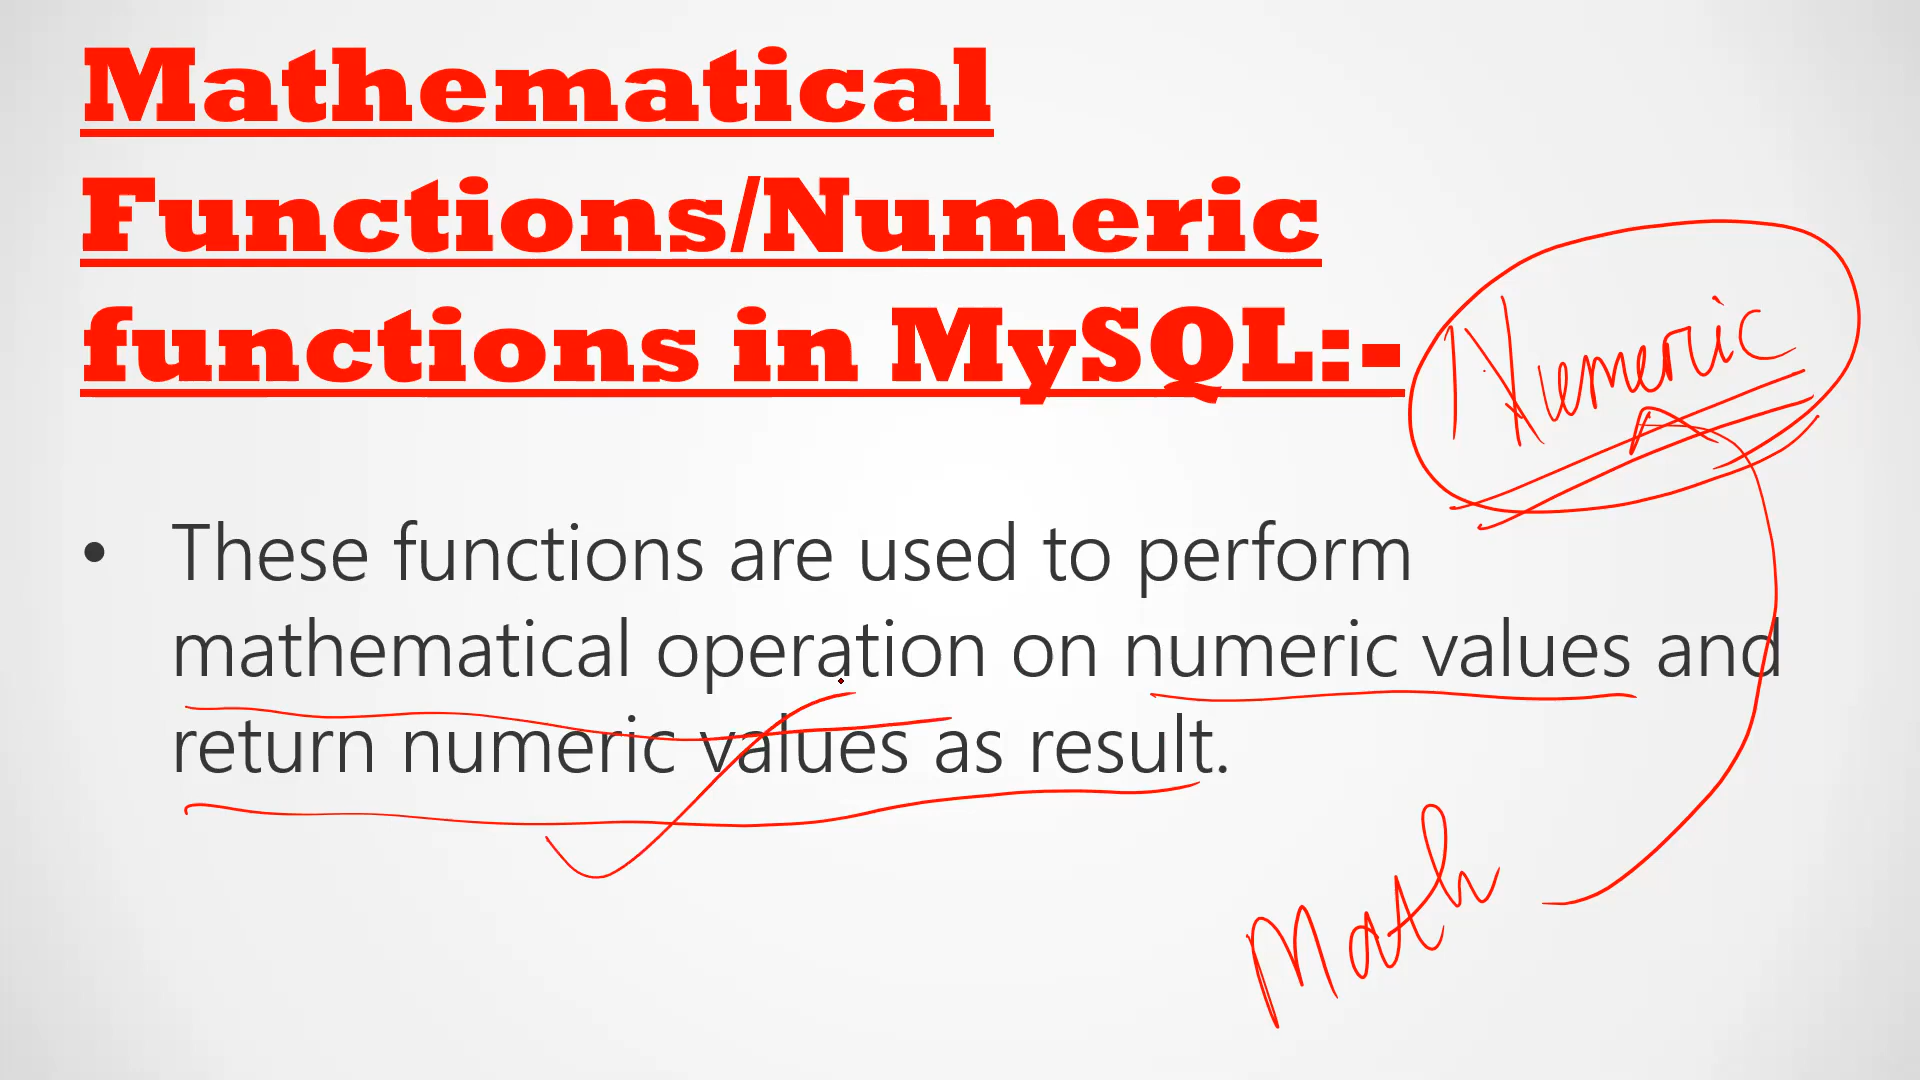 Mathematical
Functions/Numeric
functions in MySQL:-
Numeric
• These functions are used to perform
mathematical operation on numeric values and
return numeric values as result.
Math